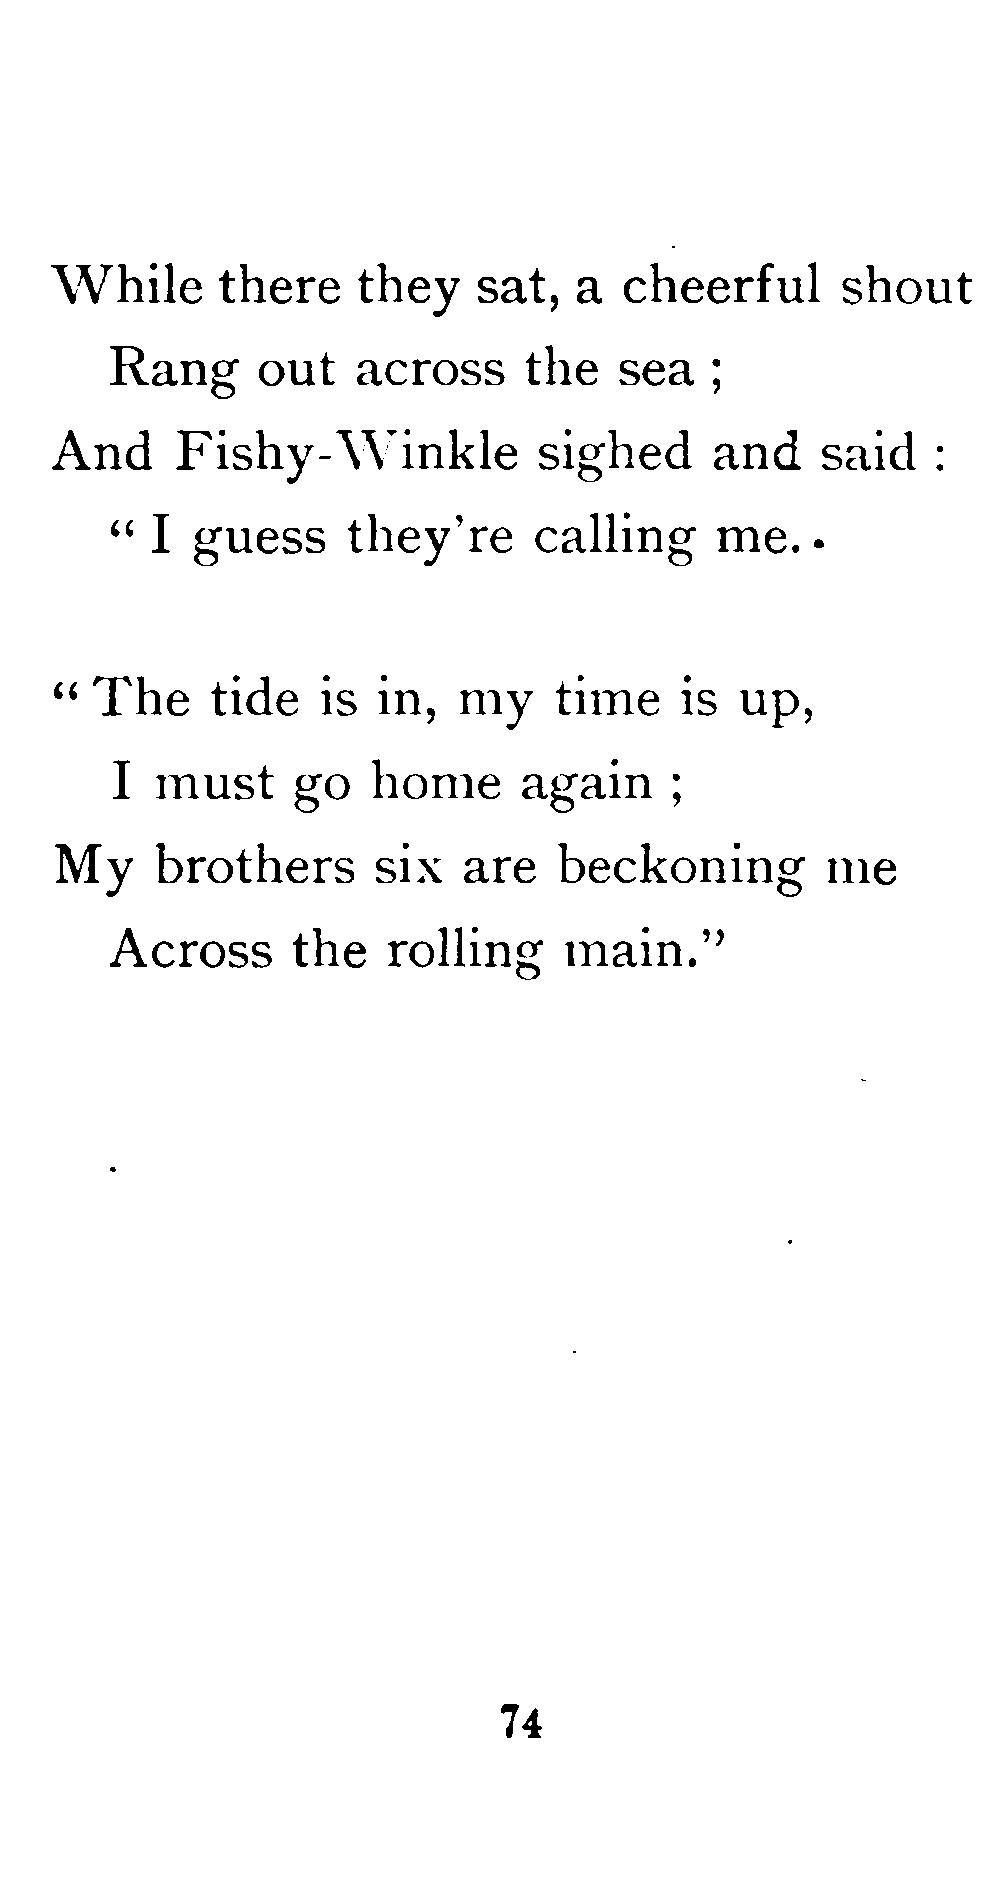 While there they sat, a cheerful shout
Rang out across the sea ;
And Fishy-Winkle sighed and said :
“ I guess they’re calling me. .

“ The tide is in, my time is up,
I must go home again ;
My brothers six are beckoning me
Across the rolling main.”

74